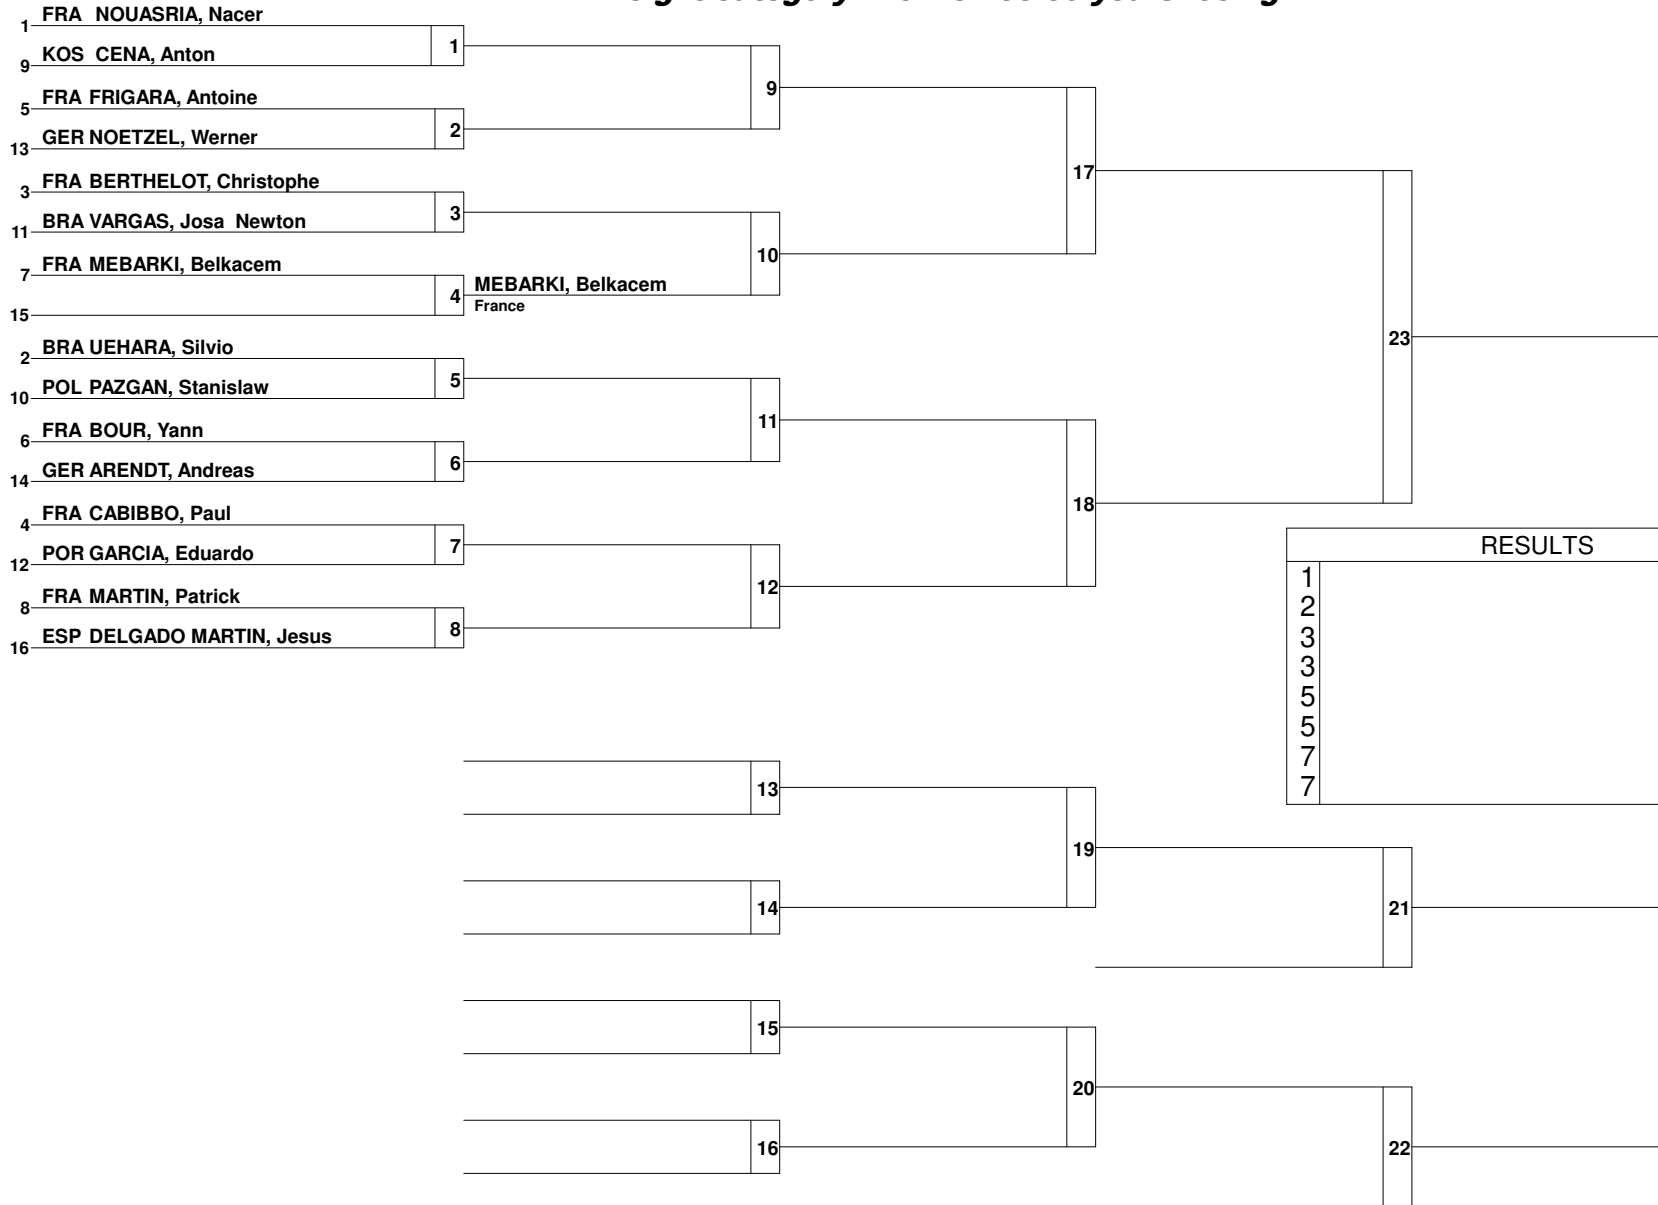 1 FRA NOUASRIA, Nacer
9 KOS CENA, Anton
1
5 FRA FRIGARA, Antoine
13 GER NOETZEL, Werner
2
3 FRA BERTHELOT, Christophe
11 BRA VARGAS, Josa Newton
3
7 FRA MEBARKI, Belkacem
15
4
MEBARKI, Belkacem
France
2 BRA UEHARA, Silvio
10 POL PAZGAN, Stanislaw
5
6 FRA BOUR, Yann
14 GER ARENDT, Andreas
6
4 FRA CABIBBO, Paul
12 POR GARCIA, Eduardo
7
8 FRA MARTIN, Patrick
16 ESP DELGADO MARTIN, Jesus
8
9
10
11
12
17
18
23
RESULTS
1
2
3
3
5
5
7
7
13
14
15
16
19
20
21
22